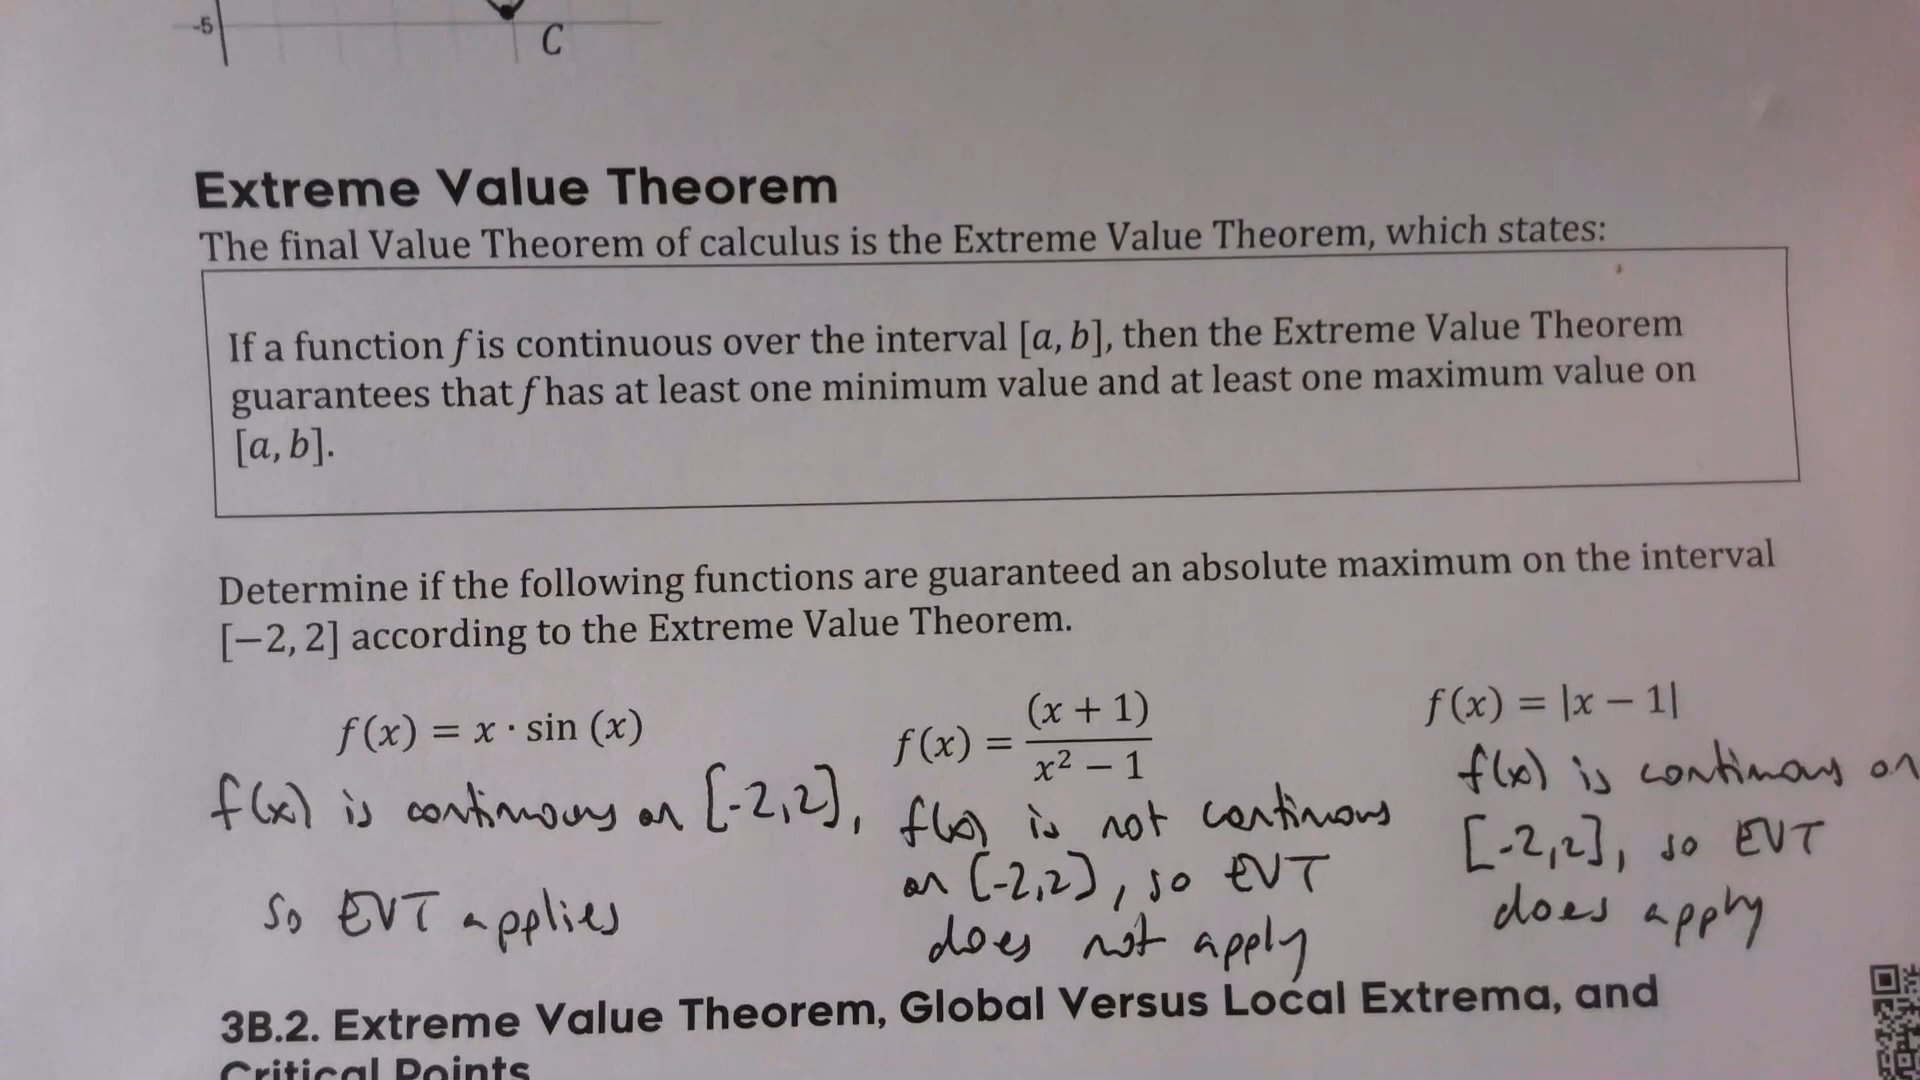 -5
C
Extreme Value Theorem
The final Value Theorem of calculus is the Extreme Value Theorem, which states:
If a function f is continuous over the interval [a, b], then the Extreme Value Theorem
guarantees that f has at least one minimum value and at least one maximum value on
[a, b].
Determine if the following functions are guaranteed an absolute maximum on the interval
[−2, 2] according to the Extreme Value Theorem.
f(x) = x · sin (x)
f(x) is continuous on [-2,2],
so EVT applies
f(x) = (x + 1) / x² − 1
f(x) is not continuous
on [-2,2], so EVT
does not apply
f(x) = |x − 1|
f(x) is continuous on
[-2,2], so EVT
does apply
3B.2. Extreme Value Theorem, Global Versus Local Extrema, and
Critical Points